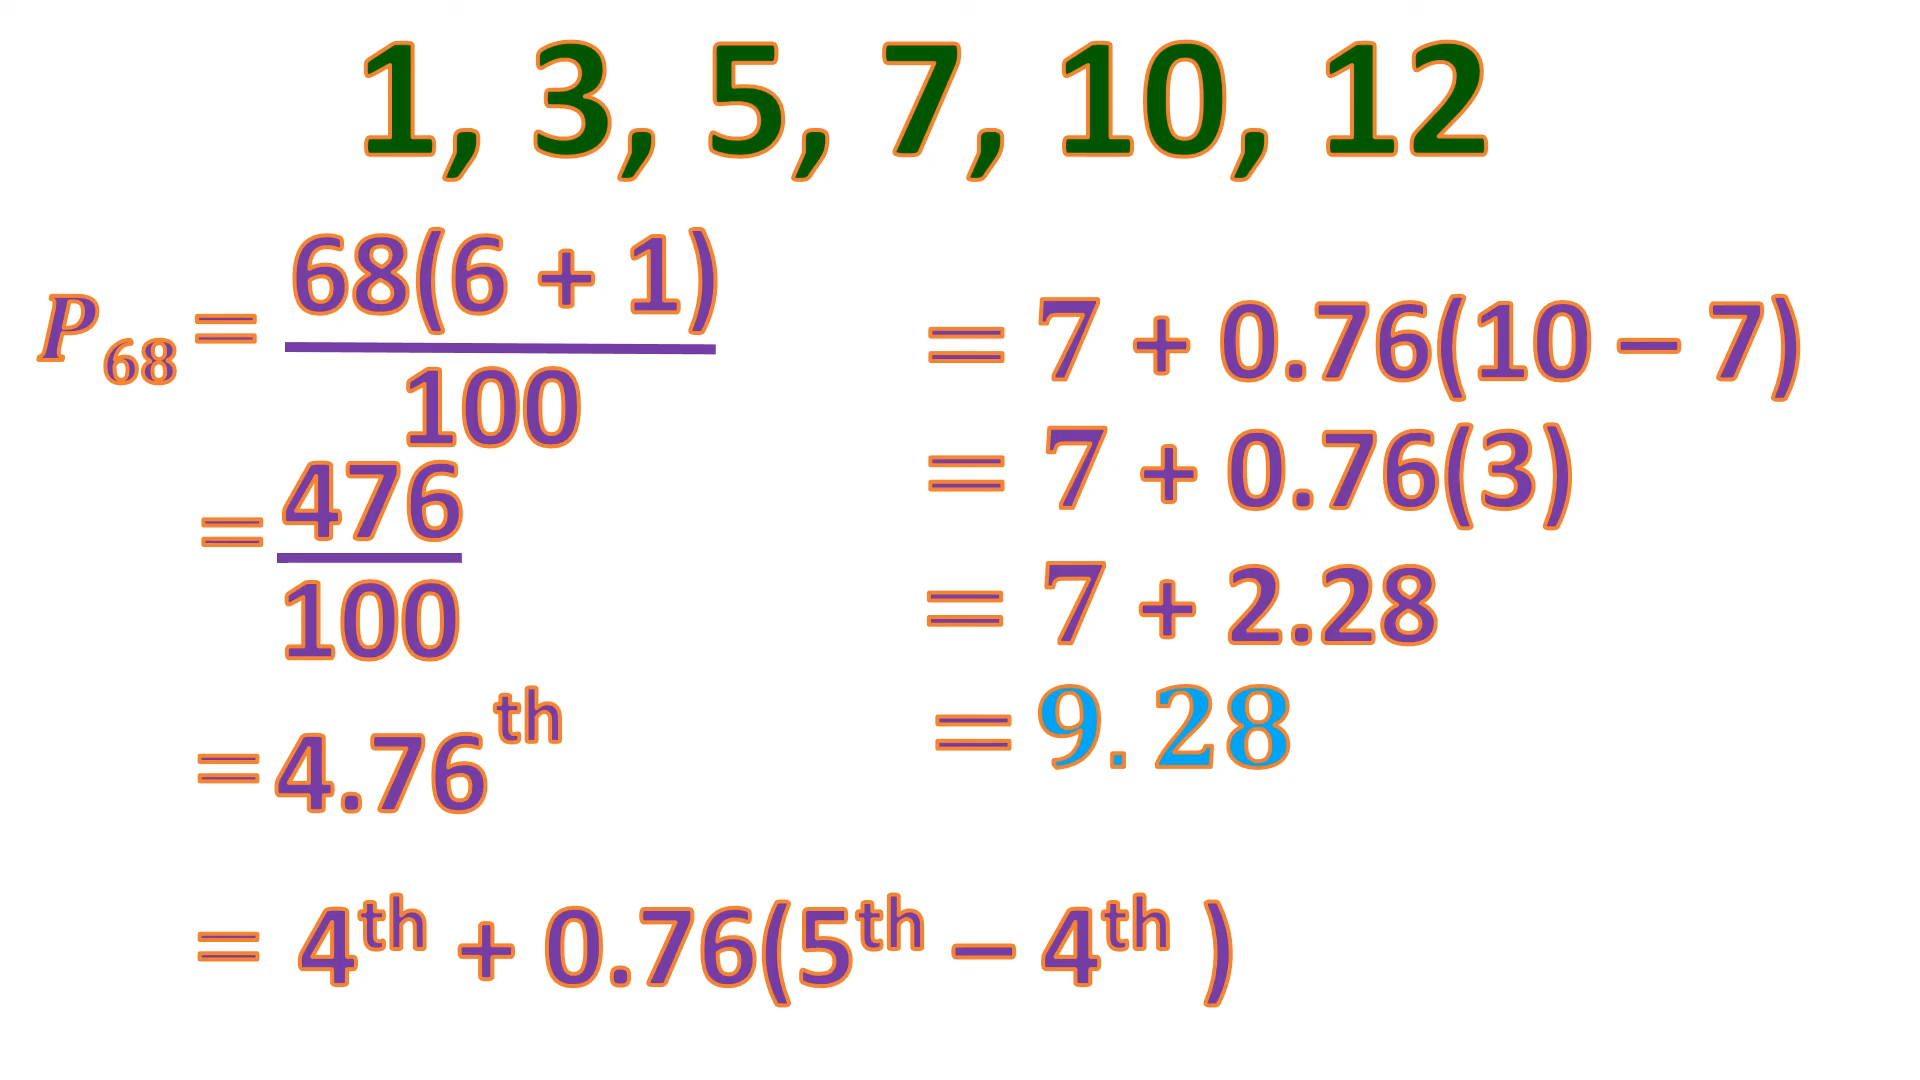 1, 3, 5, 7, 10, 12
P₆₈ = 68(6 + 1)
100
= 476
100
= 4.76ᵗʰ
= 4ᵗʰ + 0.76(5ᵗʰ − 4ᵗʰ )
= 7 + 0.76(10 − 7)
= 7 + 0.76(3)
= 7 + 2.28
= 9.28